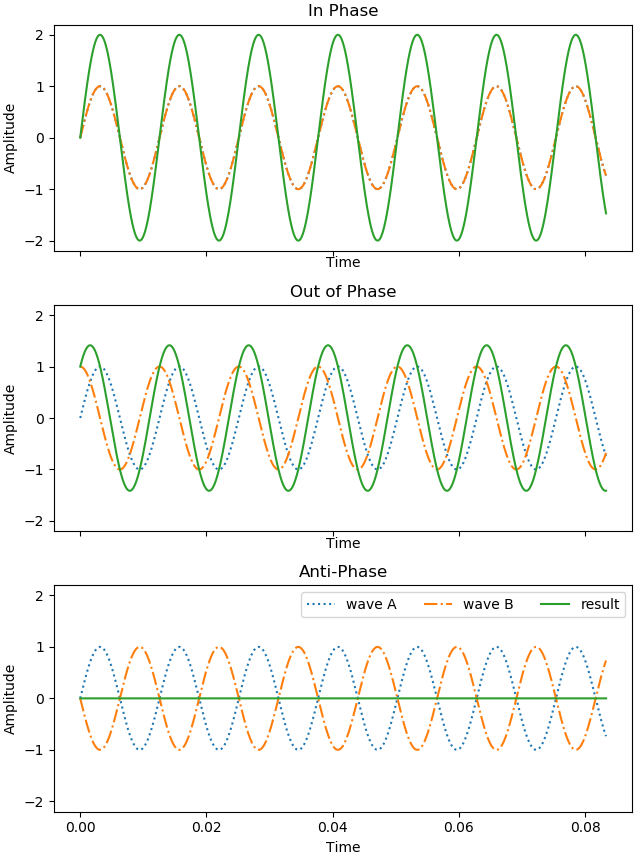 In Phase
2
1
0
−1
−2
Amplitude
Time
Out of Phase
2
1
0
−1
−2
Amplitude
Time
Anti-Phase
wave A wave B result
2
1
0
−1
−2
Amplitude
0.00 0.02 0.04 0.06 0.08
Time